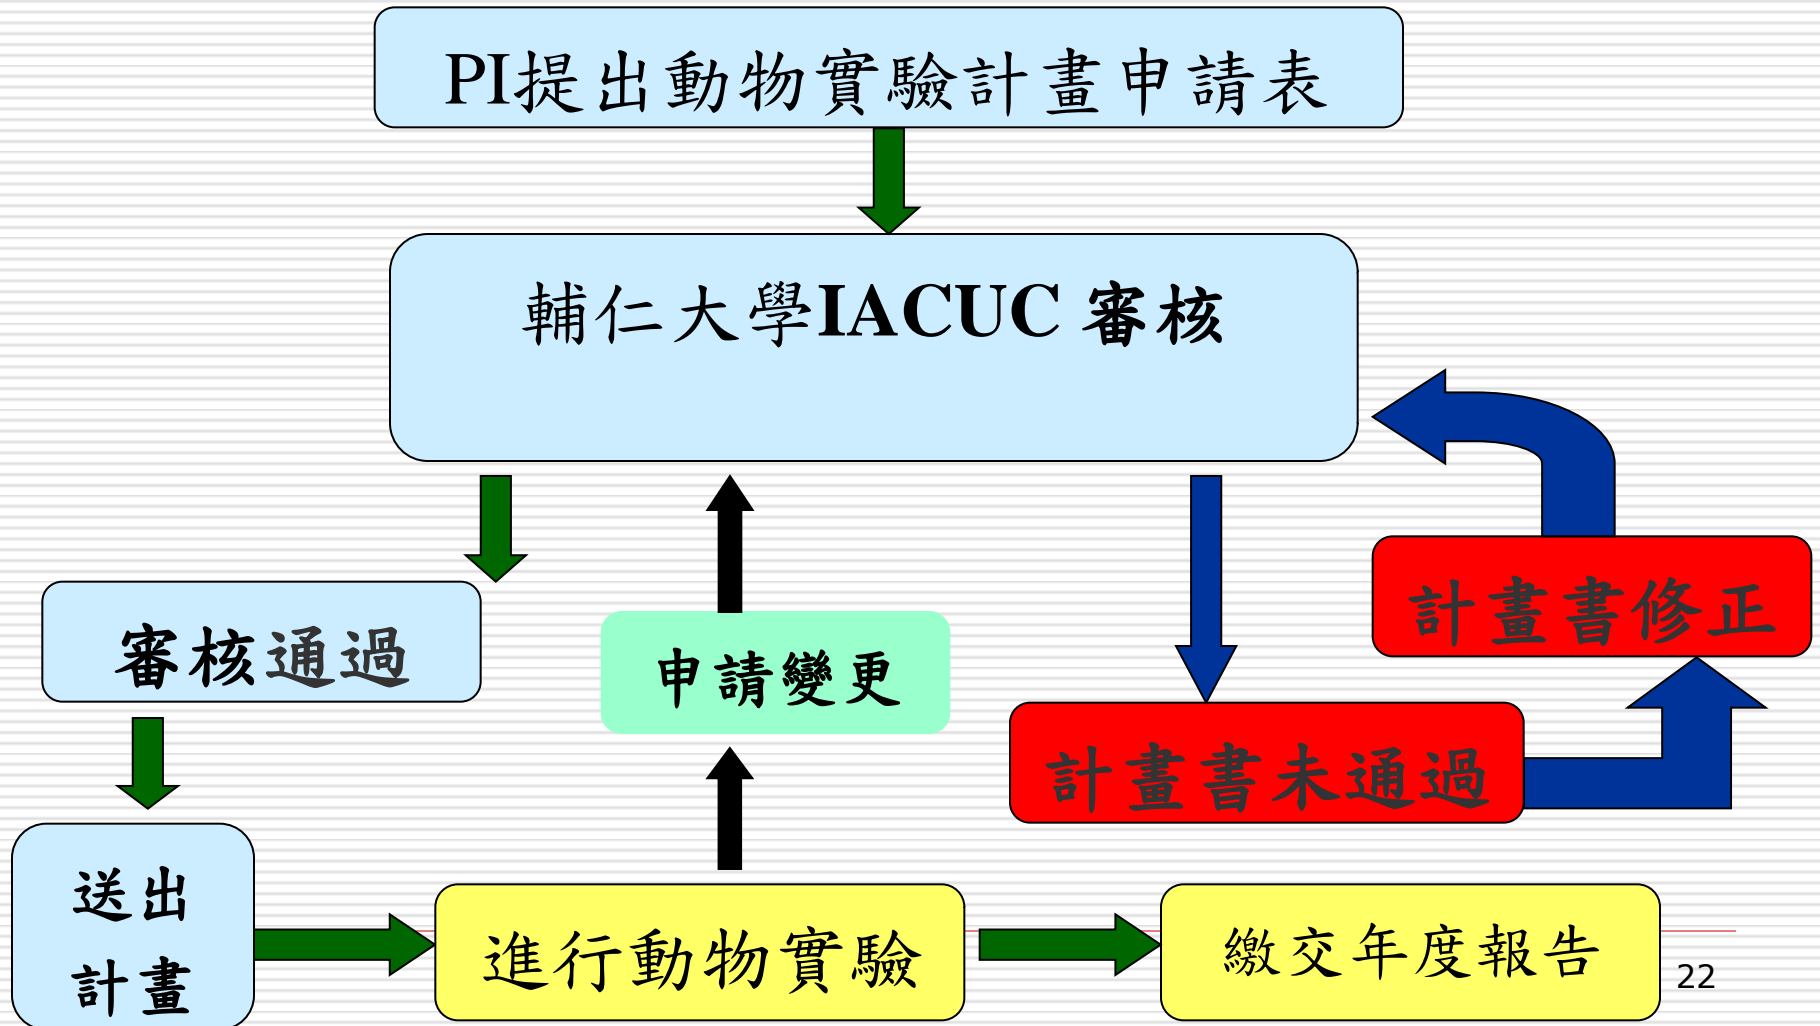 PI提出動物實驗計畫申請表
輔仁大學IACUC 審核
計畫書修正
審核通過
申請變更
計畫書未通過
送出
計畫
進行動物實驗
繳交年度報告
22